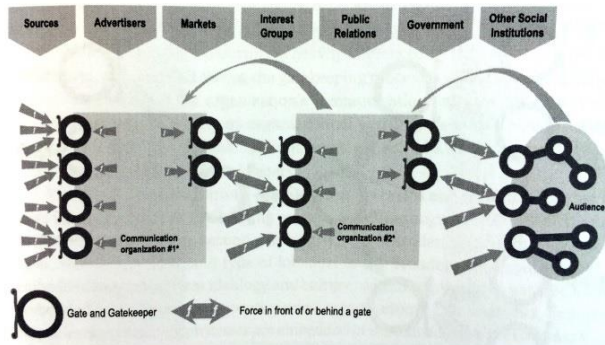 Sources
Advertisers
Markets
Interest
Groups
Public
Relations
Government
Other Social
Institutions
Audience
Communication
organization #1*
Communication
organization #2*
Gate and Gatekeeper
Force in front of or behind a gate